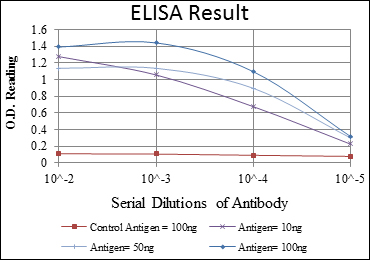 ELISA Result
O.D. Reading
1.6
1.4
1.2
1
0.8
0.6
0.4
0.2
0
10^-2 10^-3 10^-4 10^-5
Serial Dilutions of Antibody
Control Antigen = 100ng Antigen= 10ng
Antigen= 50ng Antigen= 100ng